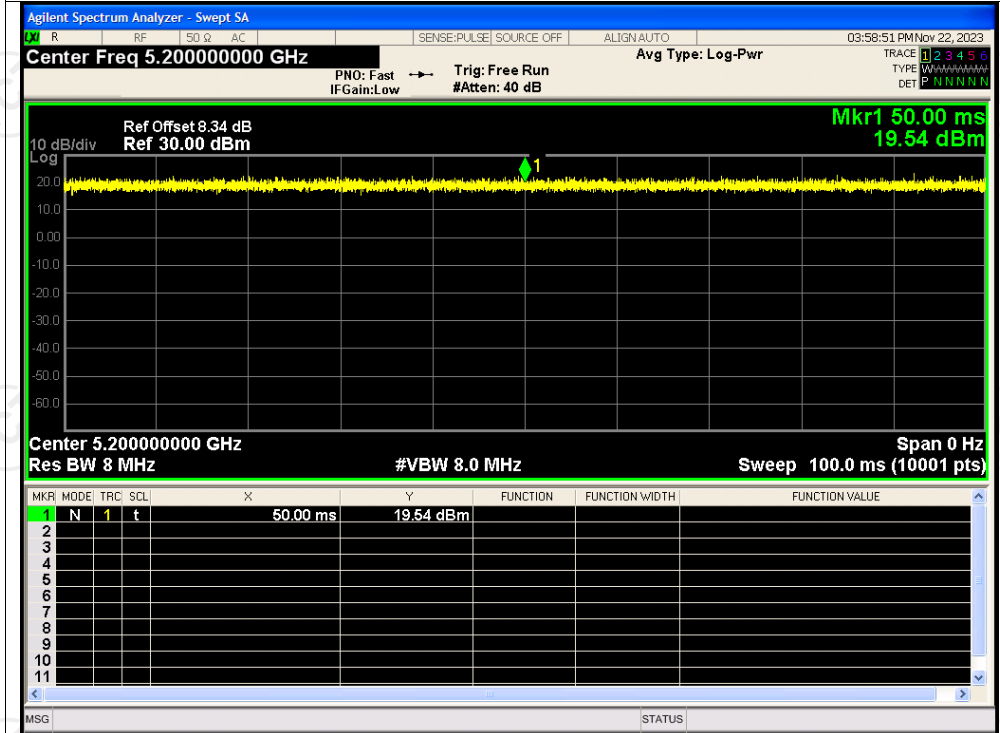 Agilent Spectrum Analyzer - Swept SA
LXI R RF 50 Ω AC SENSE:PULSE SOURCE OFF ALIGN AUTO 03:58:51 PM Nov 22, 2023
Center Freq 5.200000000 GHz Avg Type: Log-Pwr TRACE 1 2 3 4 5 6
PNO: Fast Trig: Free Run TYPE WWWWWW
IFGain:Low #Atten: 40 dB DET P N N N N N
Mkr1 50.00 ms
Ref Offset 8.34 dB 19.54 dBm
10 dB/div Ref 30.00 dBm
Log
1
20.0
10.0
0.00
-10.0
-20.0
-30.0
-40.0
-50.0
-60.0
Center 5.200000000 GHz Span 0 Hz
Res BW 8 MHz #VBW 8.0 MHz Sweep 100.0 ms (10001 pts)
MKR MODE TRC SCL X Y FUNCTION FUNCTION WIDTH FUNCTION VALUE
1 N 1 t 50.00 ms 19.54 dBm
2
3
4
5
6
7
8
9
10
11
MSG STATUS